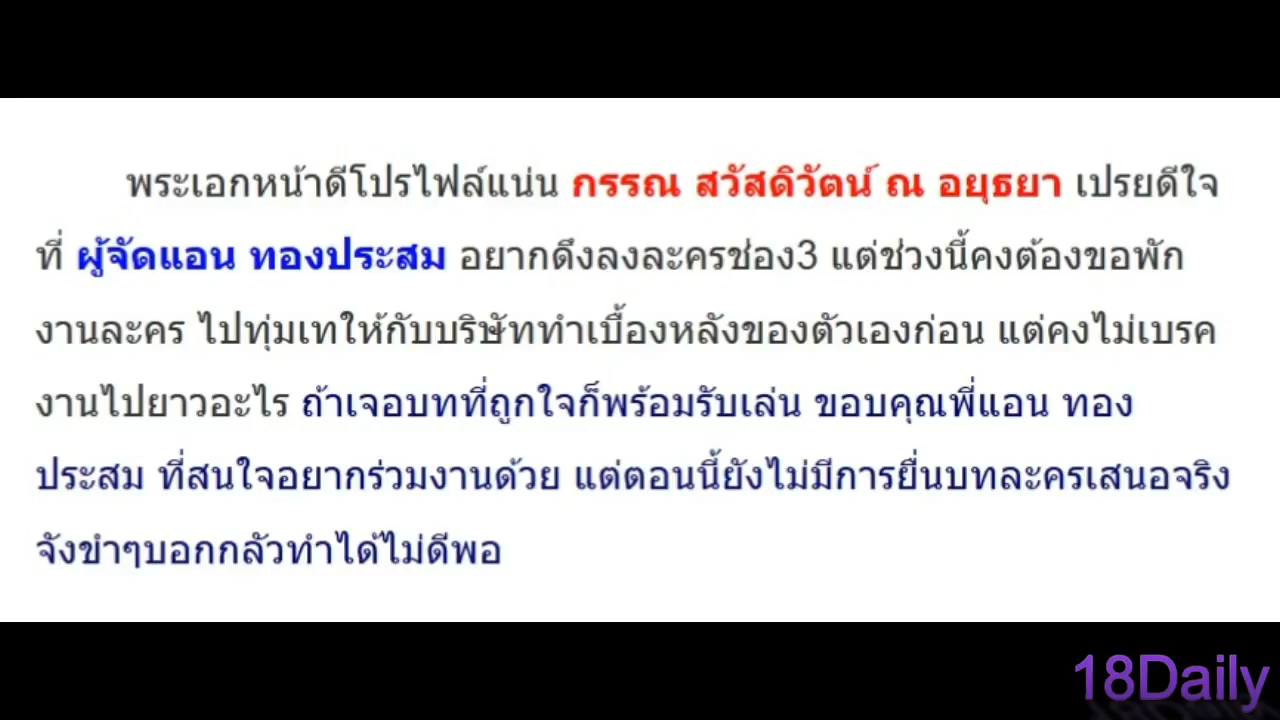 พระเอกหน้าดีโปรไฟล์แน่น กรรณ สวัสดิวัตน์ ณ อยุธยา เปรยดีใจ
ที่ ผู้จัดแอน ทองประสม อยากดึงลงละครช่อง3 แต่ช่วงนี้คงต้องขอพัก
งานละคร ไปทุ่มเทให้กับบริษัททำเบื้องหลังของตัวเองก่อน แต่คงไม่เบรค
งานไปยาวอะไร ถ้าเจอบทที่ถูกใจก็พร้อมรับเล่น ขอบคุณพี่แอน ทอง
ประสม ที่สนใจอยากร่วมงานด้วย แต่ตอนนี้ยังไม่มีการยื่นบทละครเสนอจริง
จังขำๆบอกกลัวทำได้ไม่ดีพอ
18Daily